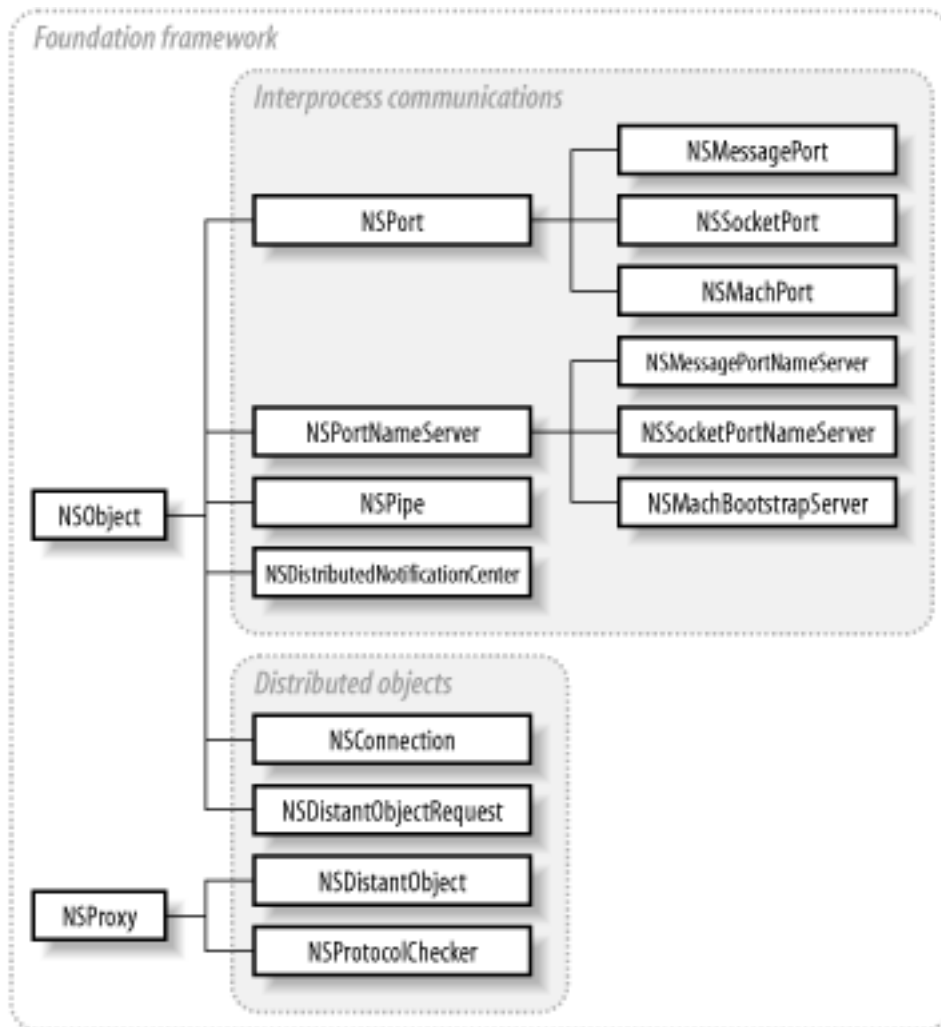 Foundation framework
Interprocess communications
NSMessagePort
NSPort
NSSocketPort
NSMachPort
NSMessagePortNameServer
NSPortNameServer
NSSocketPortNameServer
NSObject
NSPipe
NSMachBootstrapServer
NSDistributedNotificationCenter
Distributed objects
NSConnection
NSDistantObjectRequest
NSDistantObject
NSProxy
NSProtocolChecker